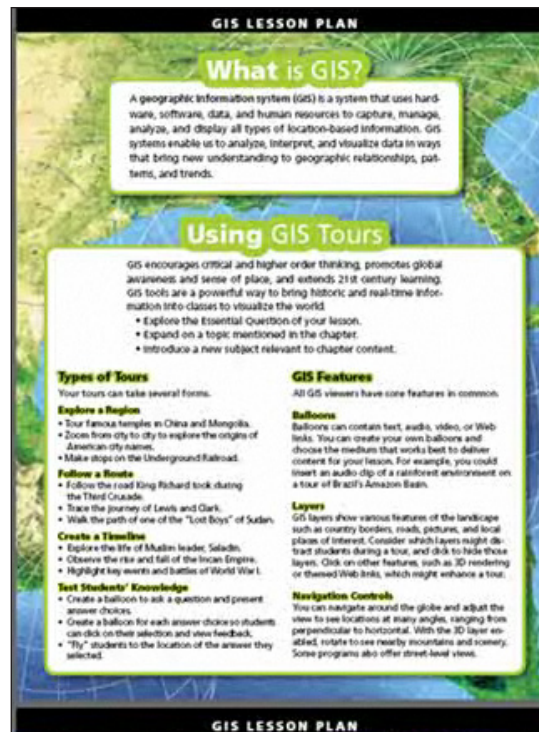 GIS LESSON PLAN
What is GIS?
A geographic information system (GIS) is a system that uses hard-
ware, software, data, and human resources to capture, manage,
analyze, and display all types of location-based information. GIS
systems enable us to analyze, interpret, and visualize data in ways
that bring new understanding to geographic relationships, pat-
terns, and trends.
Using GIS Tours
GIS encourages critical and higher order thinking, promotes global
awareness and sense of place, and extends 21st century learning.
GIS tools are a powerful way to bring historic and real-time infor-
mation into classes to visualize the world.
• Explore the Essential Question of your lesson.
• Expand on a topic mentioned in the chapter.
• Introduce a new subject relevant to chapter content.
Types of Tours
Your tours can take several forms.
Explore a Region
• Tour famous temples in China and Mongolia.
• Zoom from city to city to explore the origins of
American city names.
• Make stops on the Underground Railroad.
Follow a Route
• Follow the road King Richard took during
the Third Crusade.
• Trace the journey of Lewis and Clark.
• Walk the path of one of the "Lost Boys" of Sudan.
Create a Timeline
• Explore the life of Muslim leader, Saladin.
• Observe the rise and fall of the Incan Empire.
• Highlight key events and battles of World War I.
Test Students' Knowledge
• Create a balloon to ask a question and present
answer choices.
• Create a balloon for each answer choice so students
can click on their selection and view feedback.
• "Fly" students to the location of the answer they
selected.
GIS Features
All GIS viewers have core features in common.
Balloons
Balloons can contain text, audio, video, or Web
links. You can create your own balloons and
choose the medium that works best to deliver
content for your lesson. For example, you could
insert an audio clip of a rainforest environment on
a tour of Brazil's Amazon Basin.
Layers
GIS layers show various features of the landscape
such as country borders, roads, pictures, and local
places of interest. Consider which layers might dis-
tract students during a tour, and click to hide those
layers. Click on other features, such as 3D rendering
or themed Web links, which might enhance a tour.
Navigation Controls
You can navigate around the globe and adjust the
view to see locations at many angles, ranging from
perpendicular to horizontal. With the 3D layer en-
abled, rotate to see nearby mountains and scenery.
Some programs also offer street-level views.
GIS LESSON PLAN